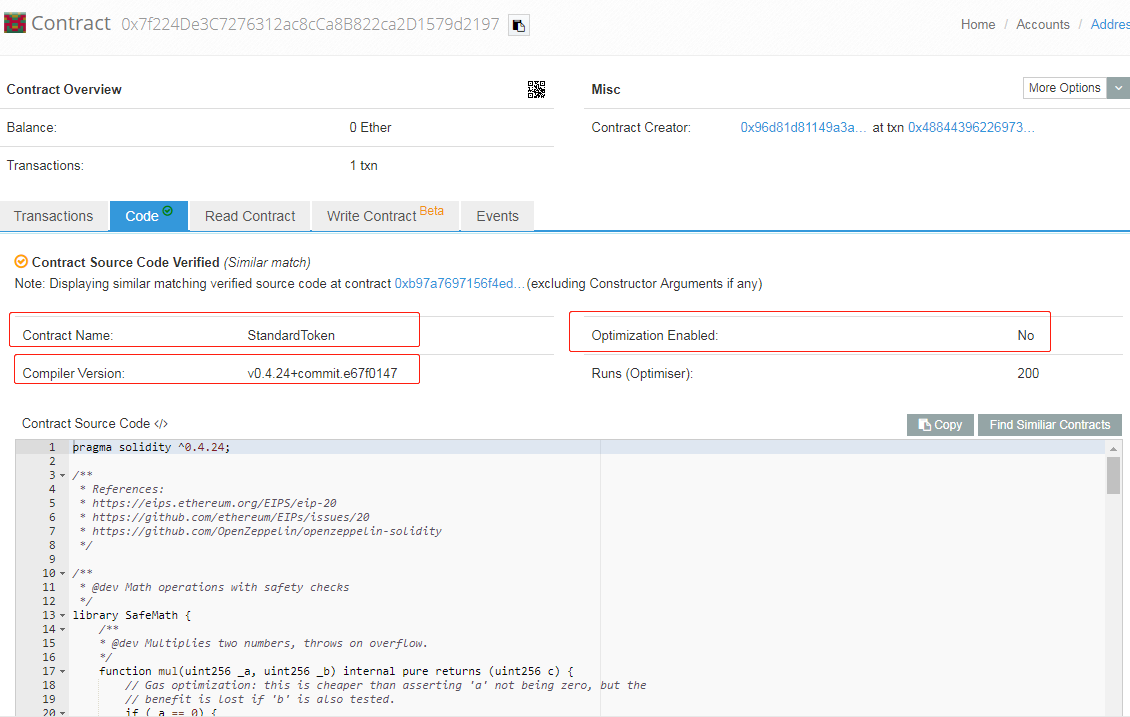 Contract 0x7f224De3C7276312ac8cCa8B822ca2D1579d2197
Home / Accounts / Addres
Contract Overview
Misc
More Options
Balance: 0 Ether
Contract Creator: 0x96d81d81149a3a... at txn 0x48844396226973...
Transactions: 1 txn
Transactions Code Read Contract Write Contract Beta Events
Contract Source Code Verified (Similar match)
Note: Displaying similar matching verified source code at contract 0xb97a7697156f4ed... (excluding Constructor Arguments if any)
Contract Name: StandardToken
Optimization Enabled: No
Compiler Version: v0.4.24+commit.e67f0147
Runs (Optimiser): 200
Contract Source Code </>
Copy
Find Similiar Contracts
1 pragma solidity ^0.4.24;
2
3 /**
4 * References:
5 * https://eips.ethereum.org/EIPS/eip-20
6 * https://github.com/ethereum/EIPs/issues/20
7 * https://github.com/OpenZeppelin/openzeppelin-solidity
8 */
9
10 /**
11 * @dev Math operations with safety checks
12 */
13 library SafeMath {
14 /**
15 * @dev Multiplies two numbers, throws on overflow.
16 */
17 function mul(uint256 _a, uint256 _b) internal pure returns (uint256 c) {
18 // Gas optimization: this is cheaper than asserting 'a' not being zero, but the
19 // benefit is lost if 'b' is also tested.
20 if (_a == 0) {